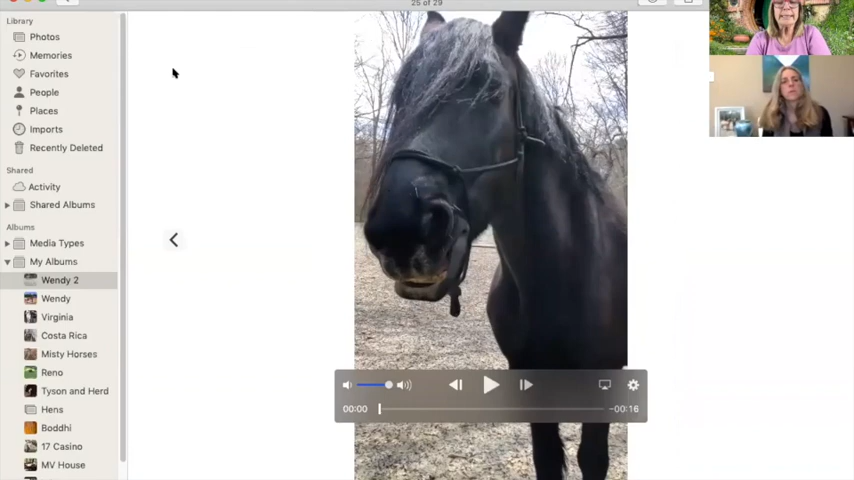 25 of 29
Library
Photos
Memories
Favorites
People
Places
Imports
Recently Deleted
Shared
Activity
Shared Albums
Albums
Media Types
My Albums
Wendy 2
Wendy
Virginia
Costa Rica
Misty Horses
Reno
Tyson and Herd
Hens
Boddhi
17 Casino
MV House
00:00
-00:16